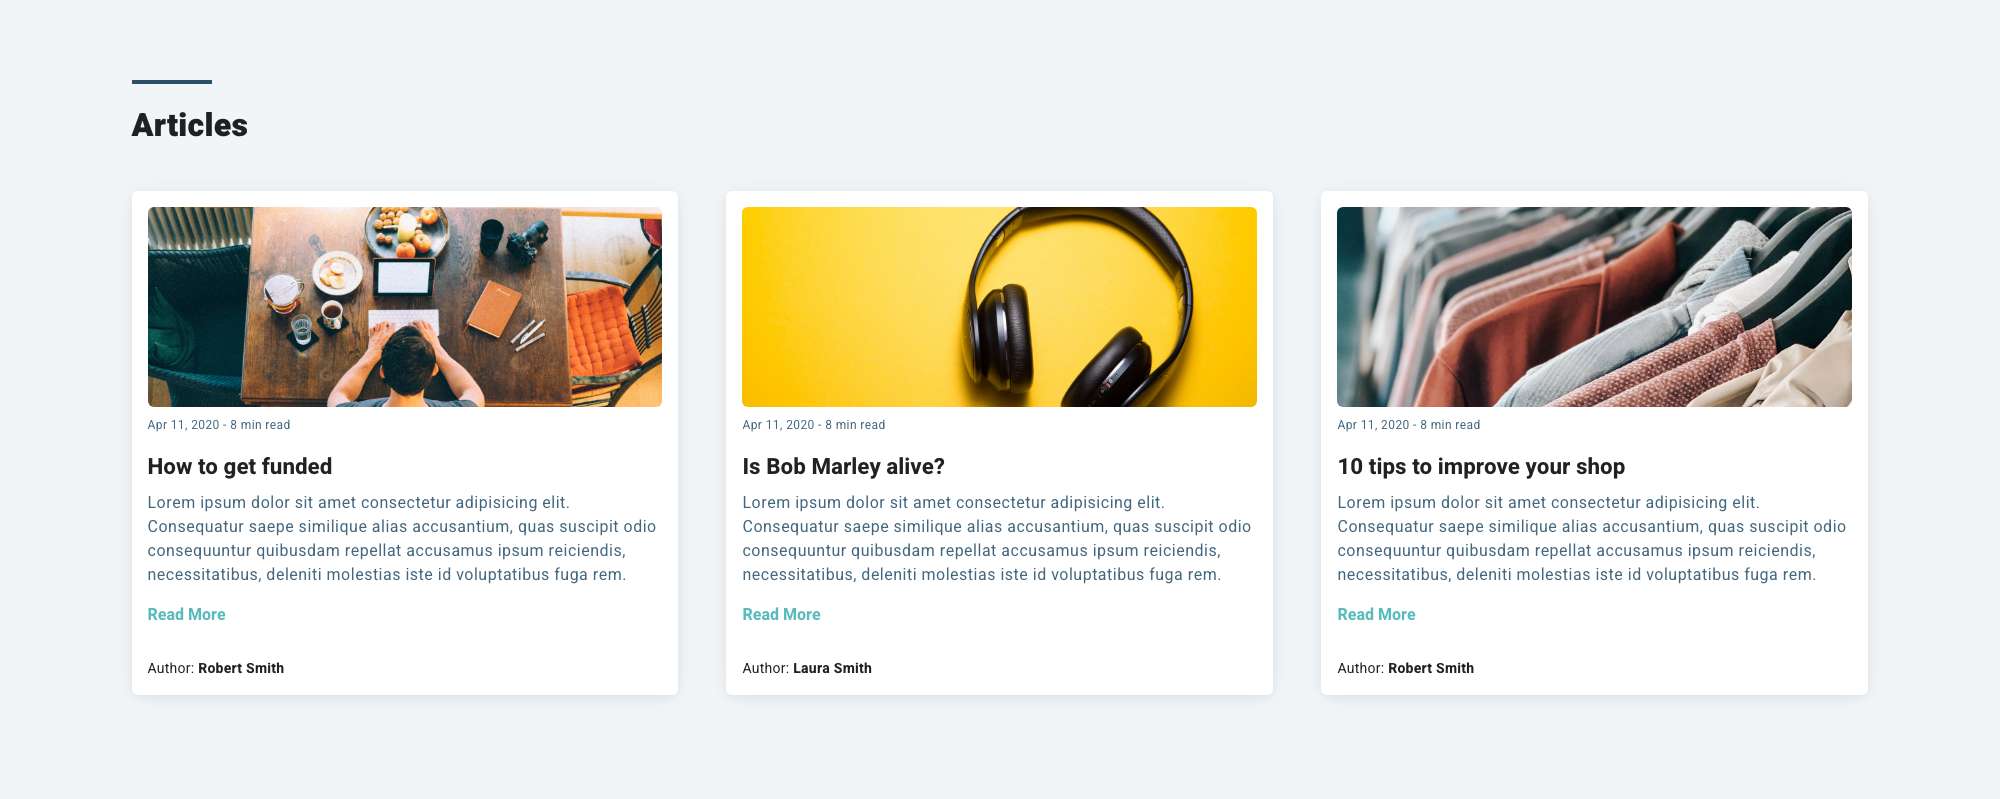 Articles
Apr 11, 2020 - 8 min read
How to get funded
Lorem ipsum dolor sit amet consectetur adipisicing elit.
Consequatur saepe similique alias accusantium, quas suscipit odio
consequuntur quibusdam repellat accusamus ipsum reiciendis,
necessitatibus, deleniti molestias iste id voluptatibus fuga rem.
Read More
Author: Robert Smith
Apr 11, 2020 - 8 min read
Is Bob Marley alive?
Lorem ipsum dolor sit amet consectetur adipisicing elit.
Consequatur saepe similique alias accusantium, quas suscipit odio
consequuntur quibusdam repellat accusamus ipsum reiciendis,
necessitatibus, deleniti molestias iste id voluptatibus fuga rem.
Read More
Author: Laura Smith
Apr 11, 2020 - 8 min read
10 tips to improve your shop
Lorem ipsum dolor sit amet consectetur adipisicing elit.
Consequatur saepe similique alias accusantium, quas suscipit odio
consequuntur quibusdam repellat accusamus ipsum reiciendis,
necessitatibus, deleniti molestias iste id voluptatibus fuga rem.
Read More
Author: Robert Smith